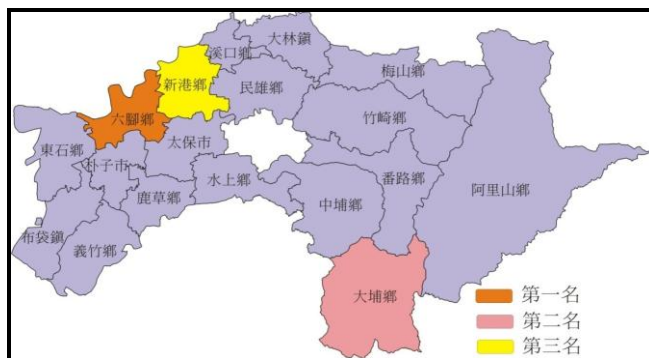 大林鎮
溪口鄉
梅山鄉
新港鄉
民雄鄉
六腳鄉
竹崎鄉
太保市
東石鄉
朴子市
番路鄉
水上鄉
阿里山鄉
鹿草鄉
中埔鄉
布袋鎮
義竹鄉
大埔鄉
第一名
第二名
第三名